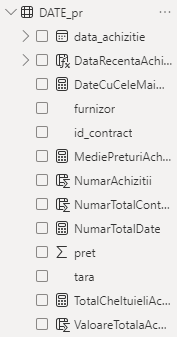 DATE_pr
data_achizitie
DataRecentaAchi...
DateCuCeleMai...
furnizor
id_contract
MediePreturiAch...
NumarAchizitii
NumarTotalCont...
NumarTotalDate
pret
tara
TotalCheltuieliAc...
ValoareTotalaAc...